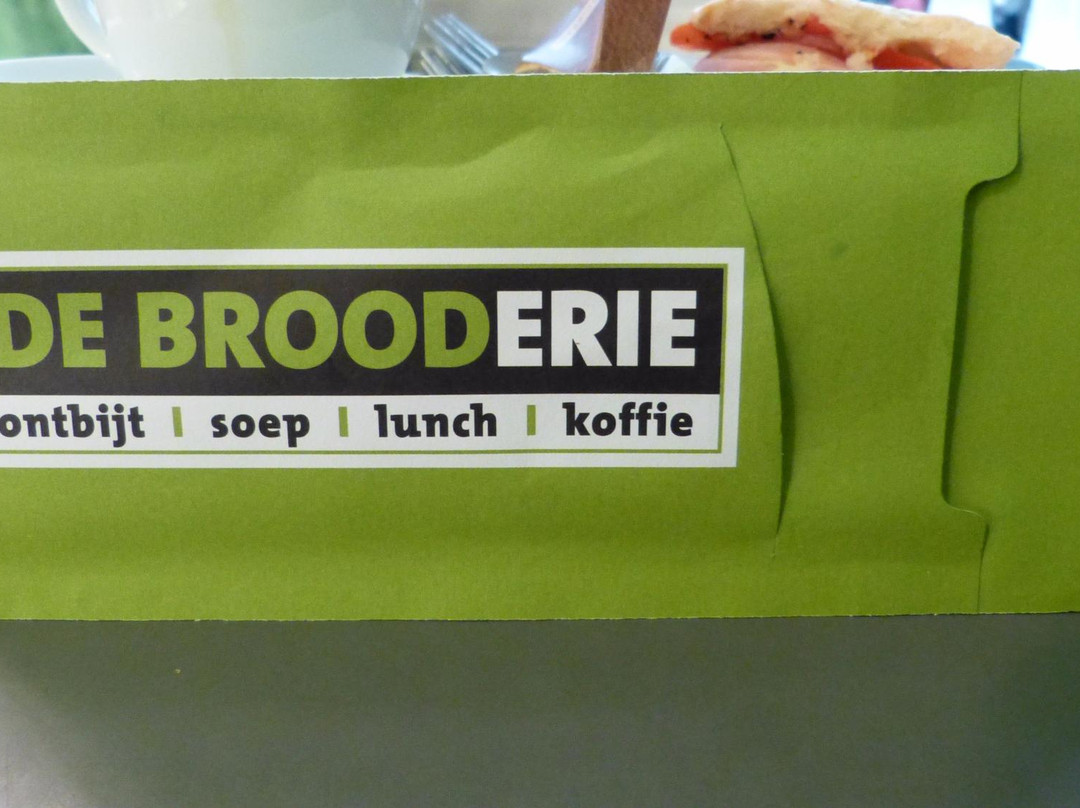 DE BROODERIE
ontbijt | soep | lunch | koffie